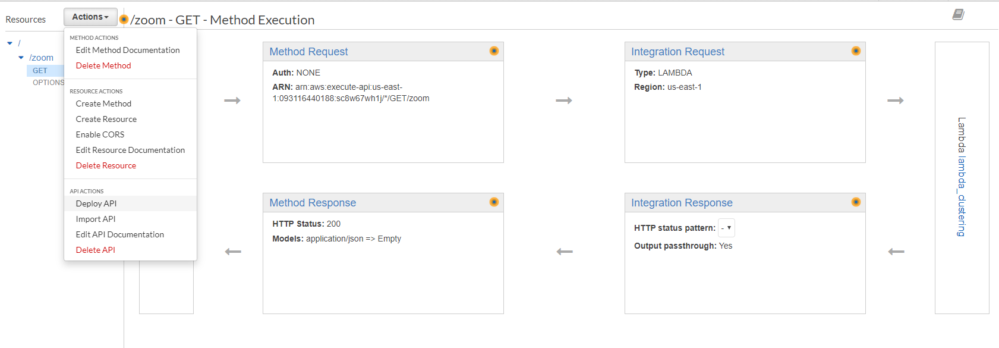 Resources
Actions
/zoom - GET - Method Execution
/
/zoom
GET
OPTIONS
METHOD ACTIONS
Edit Method Documentation
Delete Method
RESOURCE ACTIONS
Create Method
Create Resource
Enable CORS
Edit Resource Documentation
Delete Resource
API ACTIONS
Deploy API
Import API
Edit API Documentation
Delete API
Method Request
Auth: NONE
ARN: arn:aws:execute-api:us-east-
1:093116440188:sc8w67wh1j/*/GET/zoom
Integration Request
Type: LAMBDA
Region: us-east-1
Lambda lambda_clustering
Method Response
HTTP Status: 200
Models: application/json => Empty
Integration Response
HTTP status pattern: -
Output passthrough: Yes